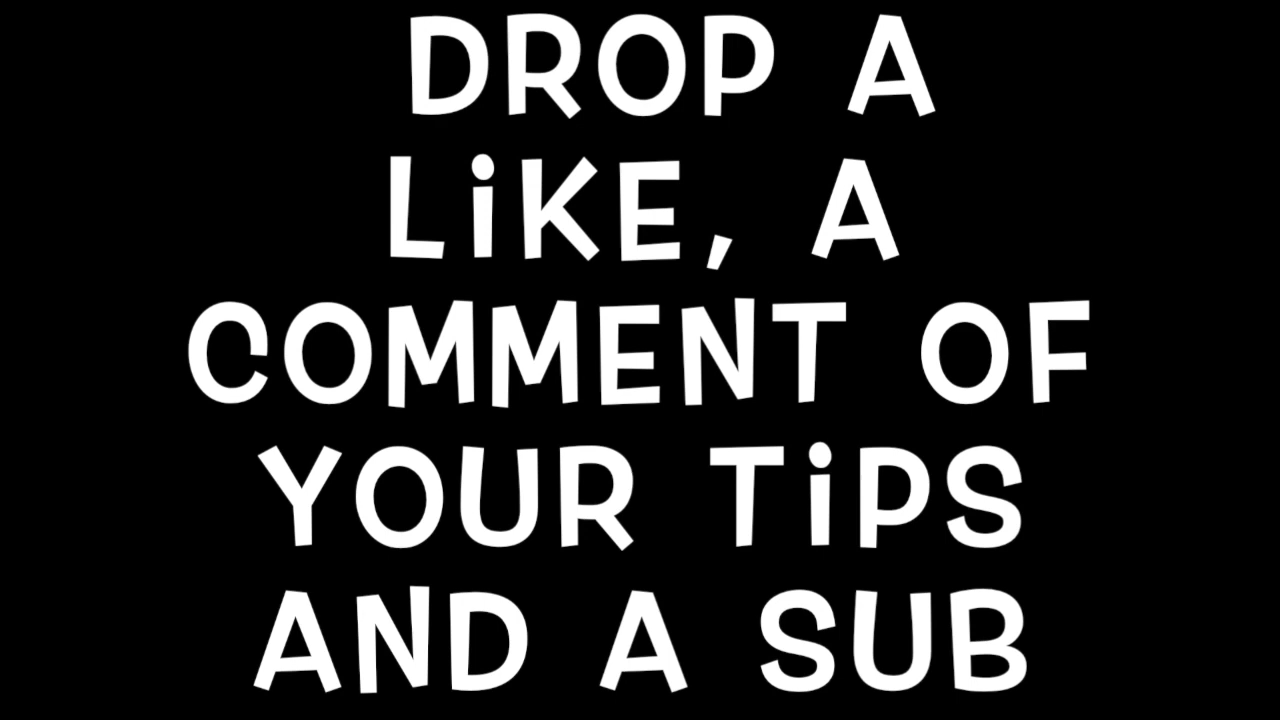 DROP A
LiKE, A
COMMENT OF
YOUR TiPS
AND A SUB